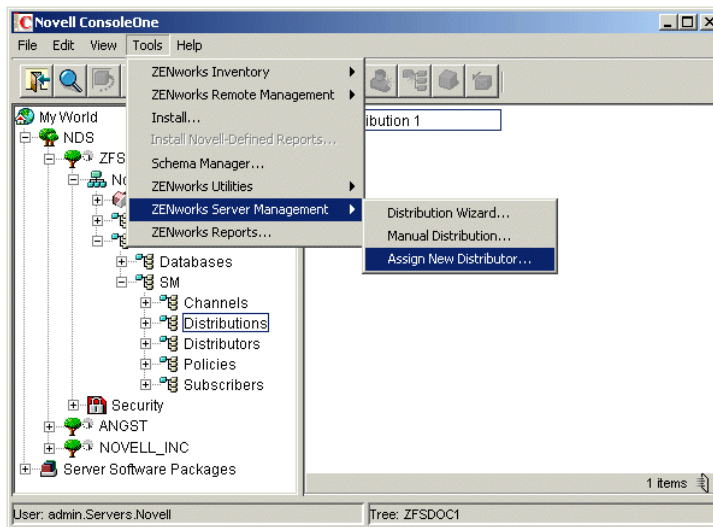 Novell ConsoleOne
File Edit View Tools Help
ZENworks Inventory
ZENworks Remote Management
Install...
Install Novell-Defined Reports...
Schema Manager...
ZENworks Utilities
ZENworks Server Management
ZENworks Reports...
Distribution Wizard...
Manual Distribution...
Assign New Distributor...
ibution 1
My World
NDS
ZFS
No
Databases
SM
Channels
Distributions
Distributors
Policies
Subscribers
Security
ANGST
NOVELL_INC
Server Software Packages
1 items
User: admin.Servers.Novell
Tree: ZFSDOC1